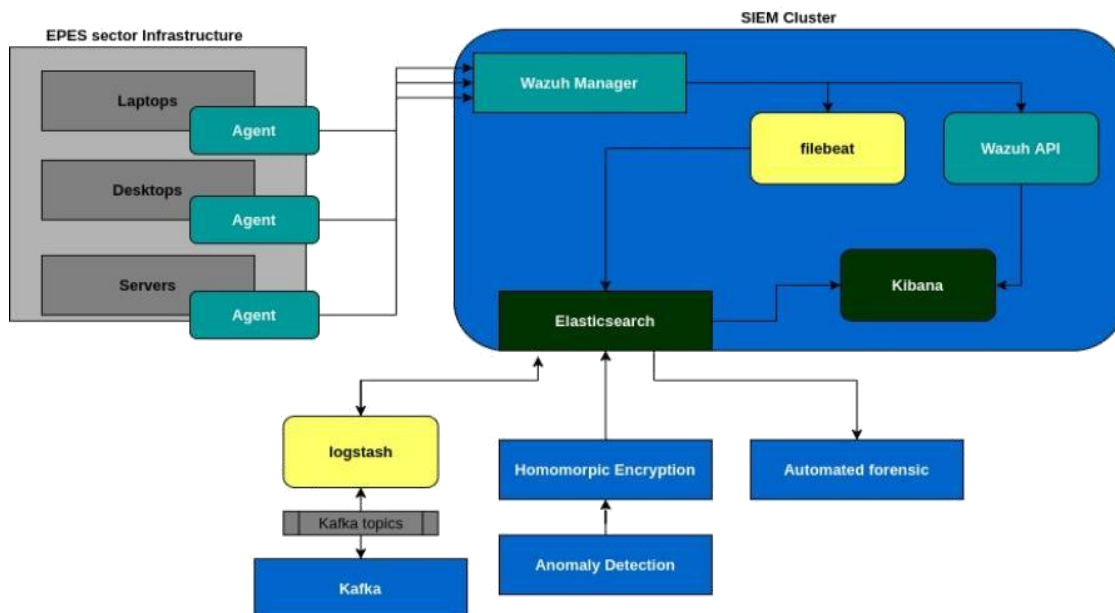 SIEM Cluster
EPES sector Infrastructure
Laptops
Agent
Desktops
Agent
Servers
Agent
Wazuh Manager
filebeat
Wazuh API
Kibana
Elasticsearch
logstash
Homomorpic Encryption
Automated forensic
Kafka topics
Anomaly Detection
Kafka